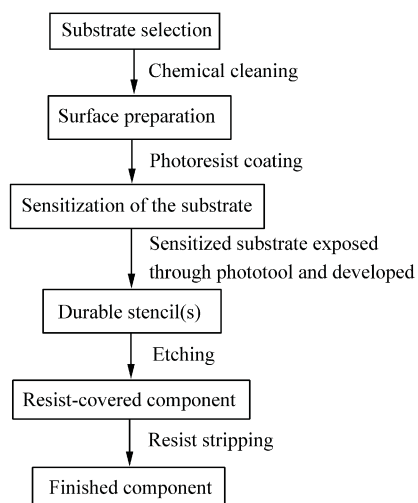 Substrate selection
Chemical cleaning
Surface preparation
Photoresist coating
Sensitization of the substrate
Sensitized substrate exposed
through phototool and developed
Durable stencil(s)
Etching
Resist-covered component
Resist stripping
Finished component